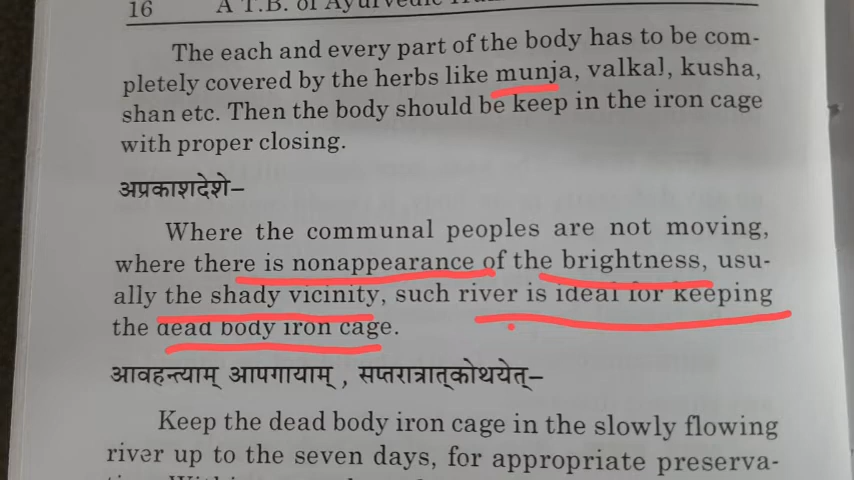 16 A T.B. of Ayurvedic
The each and every part of the body has to be com-
pletely covered by the herbs like munja, valkal, kusha,
shan etc. Then the body should be keep in the iron cage
with proper closing.
अप्रकाशदेशे–
Where the communal peoples are not moving,
where there is nonappearance of the brightness, usu-
ally the shady vicinity, such river is ideal for keeping
the dead body iron cage.
आवहन्त्याम् आपगायाम् , सप्तरात्रात्कोथयेत्–
Keep the dead body iron cage in the slowly flowing
river up to the seven days, for appropriate preserva-